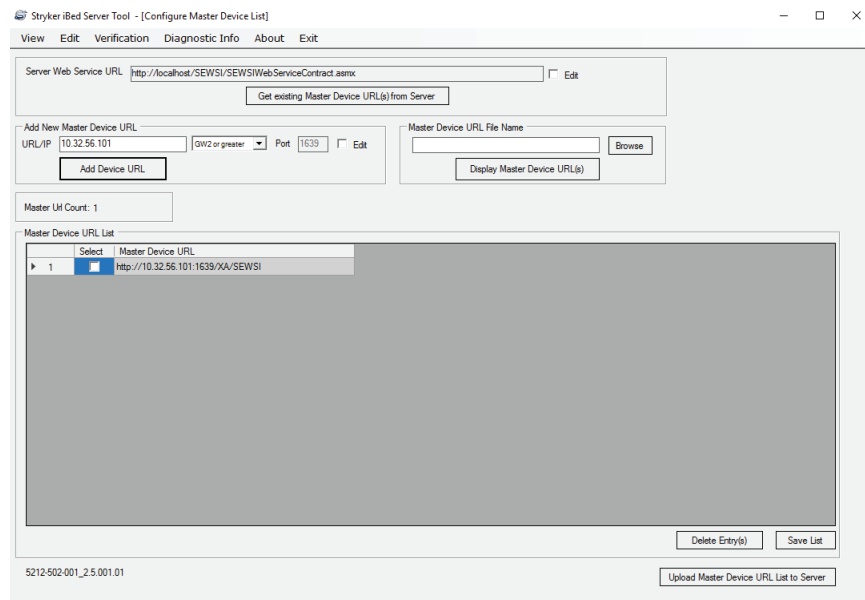 Stryker iBed Server Tool - [Configure Master Device List]
View Edit Verification Diagnostic Info About Exit
Server Web Service URL http://localhost/SEWSI/SEWSIWebServiceContract.asmx Edit
Get existing Master Device URL(s) from Server
Add New Master Device URL
URL/IP 10.32.56.101 GW2 or greater Port 1639 Edit
Add Device URL
Master Device URL File Name
Browse
Display Master Device URL(s)
Master Url Count: 1
Master Device URL List
Select Master Device URL
1 http://10.32.56.101:1639/XA/SEWSI
Delete Entry(s) Save List
5212-502-001_2.5.001.01
Upload Master Device URL List to Server